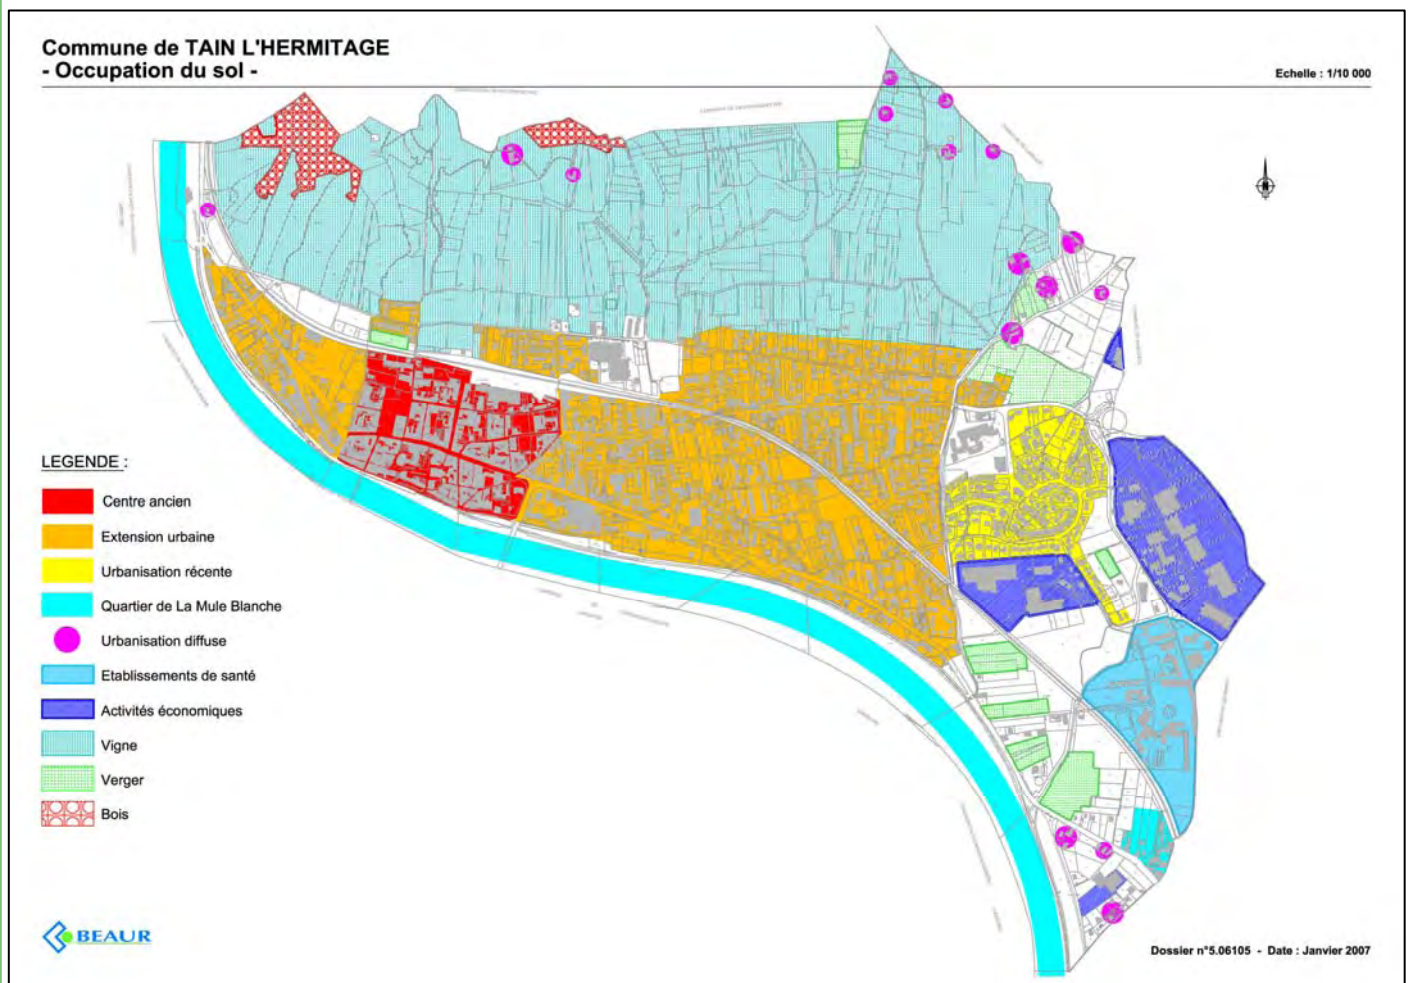 Commune de TAIN L'HERMITAGE
- Occupation du sol -
Echelle : 1/10 000
N
LEGENDE :
Centre ancien
Extension urbaine
Urbanisation récente
Quartier de La Mule Blanche
Urbanisation diffuse
Etablissements de santé
Activités économiques
Vigne
Verger
Bois
BEAUR
Dossier n°5.06105 - Date : Janvier 2007